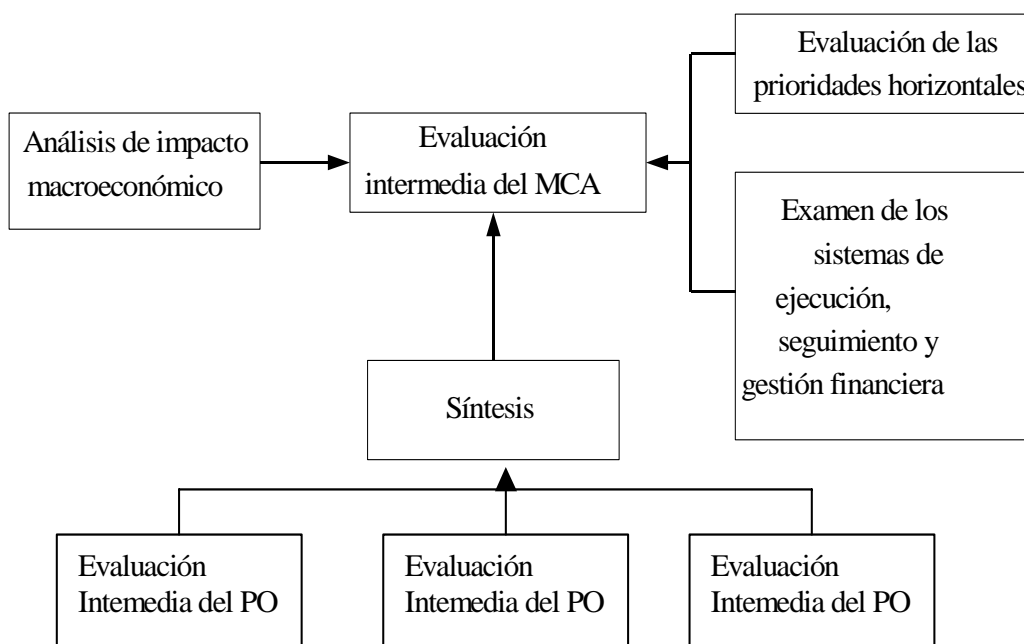 Evaluación de las
prioridades horizontales
Análisis de impacto
macroeconómico
Evaluación
intermedia del MCA
Examen de los
sistemas de
ejecución,
seguimiento y
gestión financiera
Síntesis
Evaluación
Intemedia del PO
Evaluación
Intemedia del PO
Evaluación
Intemedia del PO